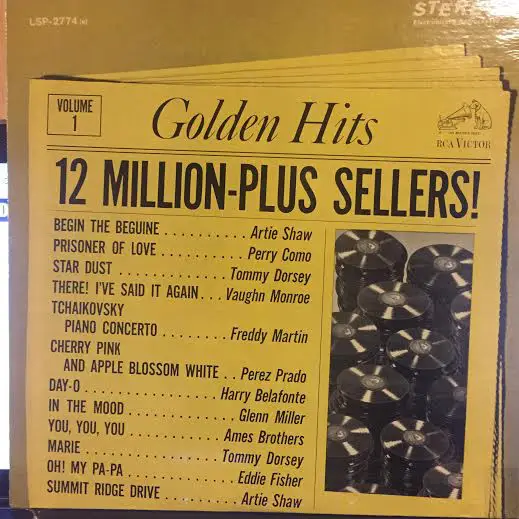 LSP-2774(e)
STERE
VOLUME
1
Golden Hits
RCA VICTOR
12 MILLION-PLUS SELLERS!
BEGIN THE BEGUINE . . . . . . . . . . Artie Shaw
PRISONER OF LOVE . . . . . . . . . . Perry Como
STAR DUST . . . . . . . . . . . . . Tommy Dorsey
THERE! I'VE SAID IT AGAIN . . . Vaughn Monroe
TCHAIKOVSKY
PIANO CONCERTO . . . . . . . . Freddy Martin
CHERRY PINK
AND APPLE BLOSSOM WHITE . . Perez Prado
DAY-O . . . . . . . . . . . . . . . . Harry Belafonte
IN THE MOOD . . . . . . . . . . . . . Glenn Miller
YOU, YOU, YOU . . . . . . . . . . . Ames Brothers
MARIE . . . . . . . . . . . . . . . . Tommy Dorsey
OH! MY PA-PA . . . . . . . . . . . . . Eddie Fisher
SUMMIT RIDGE DRIVE . . . . . . . . . Artie Shaw